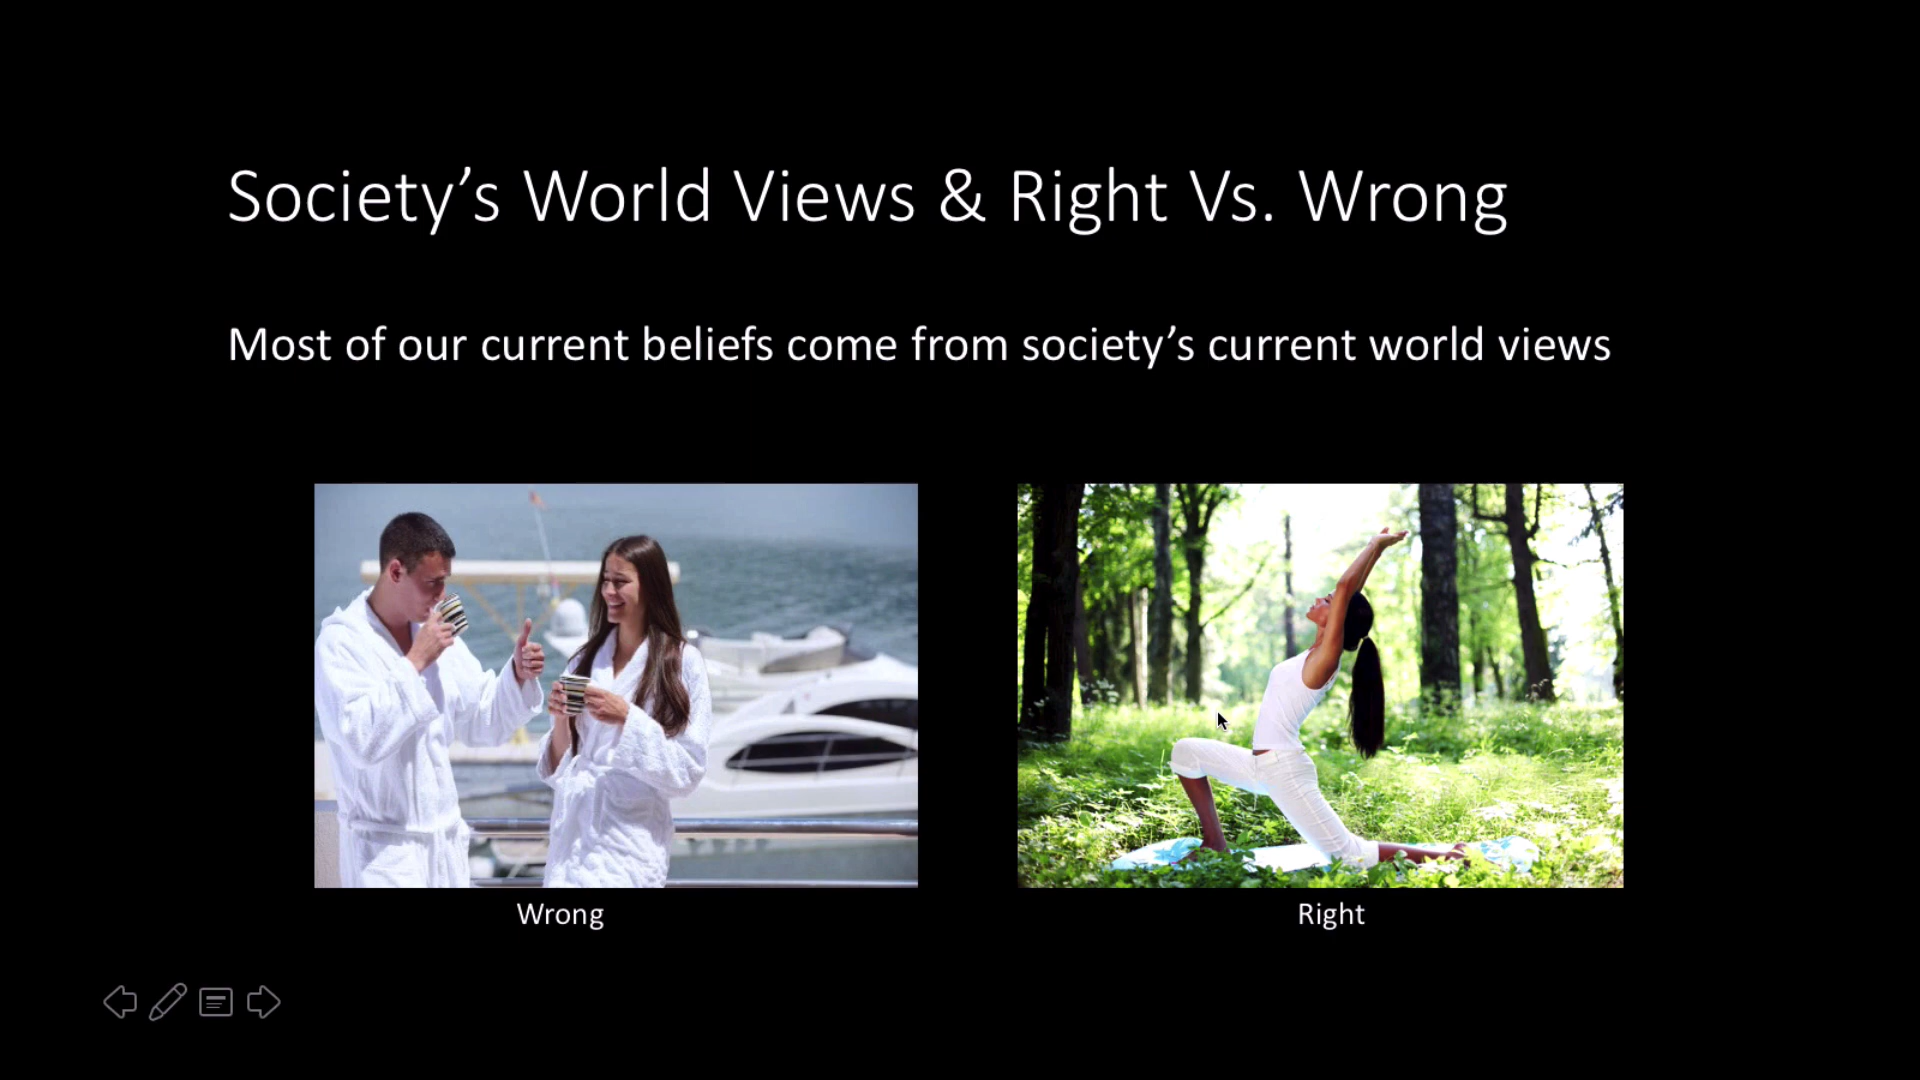 Society’s World Views & Right Vs. Wrong
Most of our current beliefs come from society’s current world views
Wrong
Right